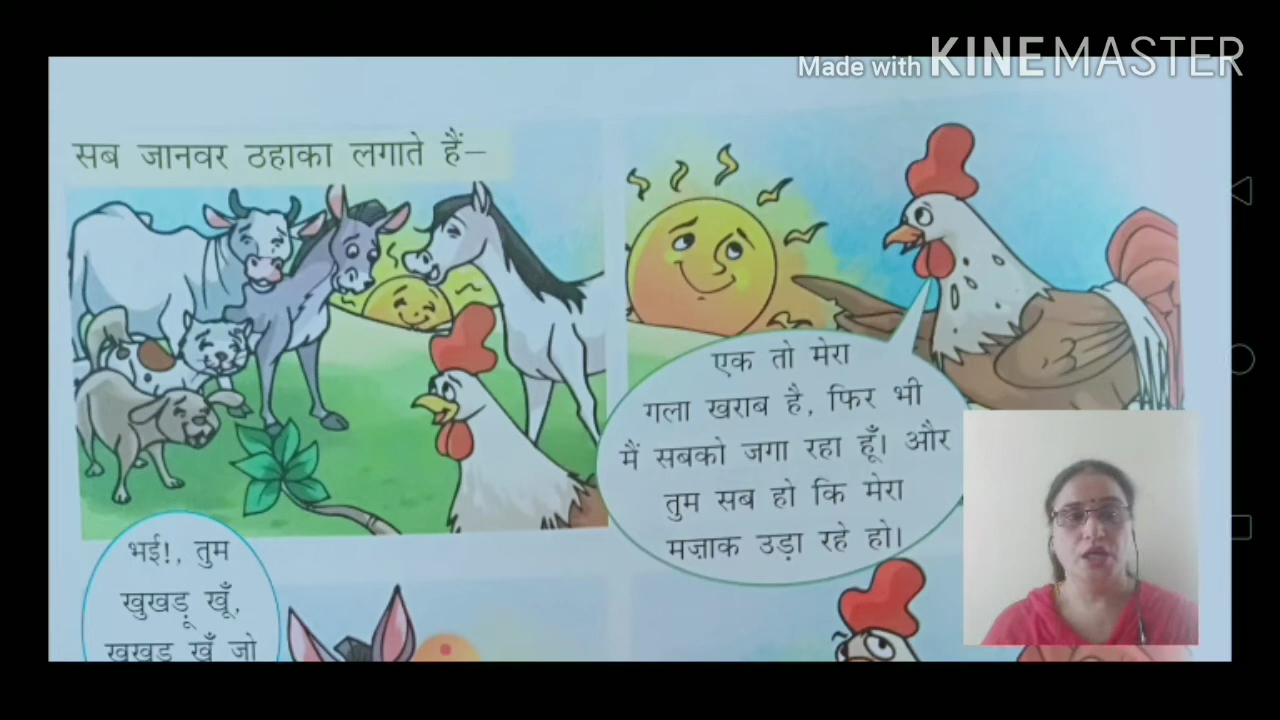 Made with KINEMASTER
सब जानवर ठहाका लगाते हैं–
एक तो मेरा
गला खराब है, फिर भी
मैं सबको जगा रहा हूँ। और
तुम सब हो कि मेरा
मज़ाक उड़ा रहे हो।
भई!, तुम
खुखड़ू खूँ,
जो